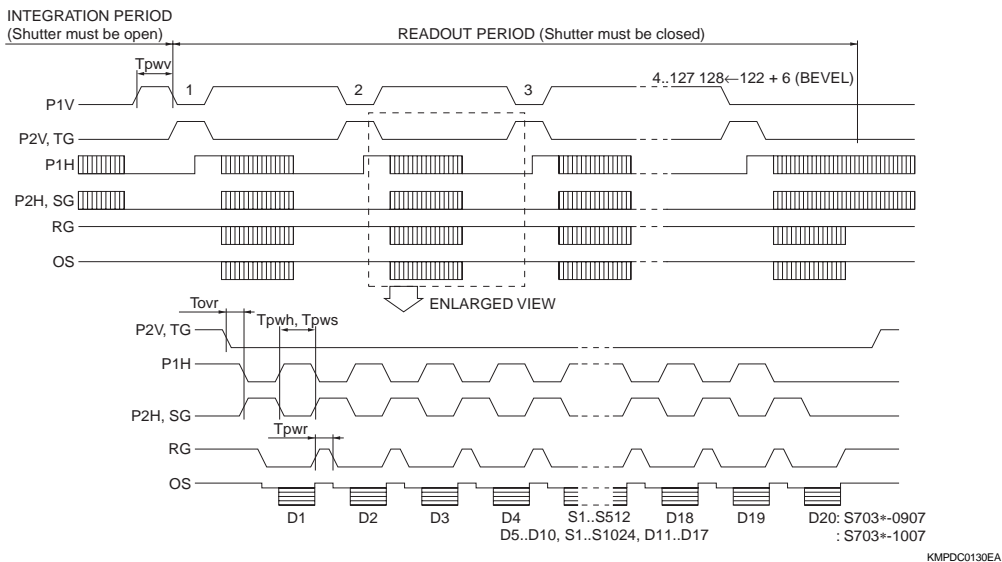 INTEGRATION PERIOD
(Shutter must be open)
READOUT PERIOD (Shutter must be closed)
Tpwv
4..127 128←122 + 6 (BEVEL)
1
2
3
P1V
P2V, TG
P1H
P2H, SG
RG
OS
ENLARGED VIEW
Tovr
Tpwh, Tpws
P2V, TG
P1H
P2H, SG
Tpwr
RG
OS
D1
D2
D3
D4
S1..S512
D18
D19
D20: S703*-0907
D5..D10, S1..S1024, D11..D17
: S703*-1007
KMPDC0130EA